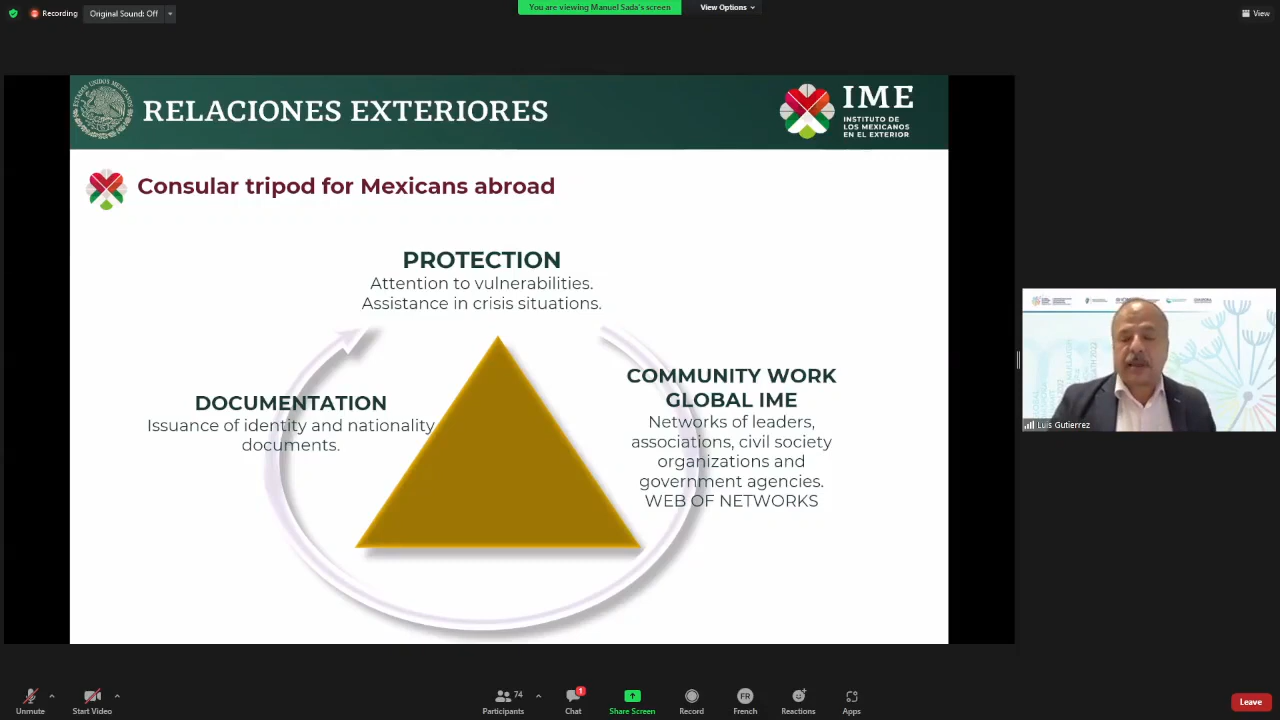 Recording
Original Sound: Off
You are viewing Manuel Sada's screen
View Options
View
ESTADOS UNIDOS MEXICANOS
RELACIONES EXTERIORES
IME
INSTITUTO DE
LOS MEXICANOS
EN EL EXTERIOR
Consular tripod for Mexicans abroad
PROTECTION
Attention to vulnerabilities.
Assistance in crisis situations.
DOCUMENTATION
Issuance of identity and nationality
documents.
COMMUNITY WORK
GLOBAL IME
Networks of leaders,
associations, civil society
organizations and
government agencies.
WEB OF NETWORKS
2022
Luis Gutierrez
Unmute
Start Video
Participants
74
Chat
1
Share Screen
Record
FR
French
Reactions
Apps
Leave